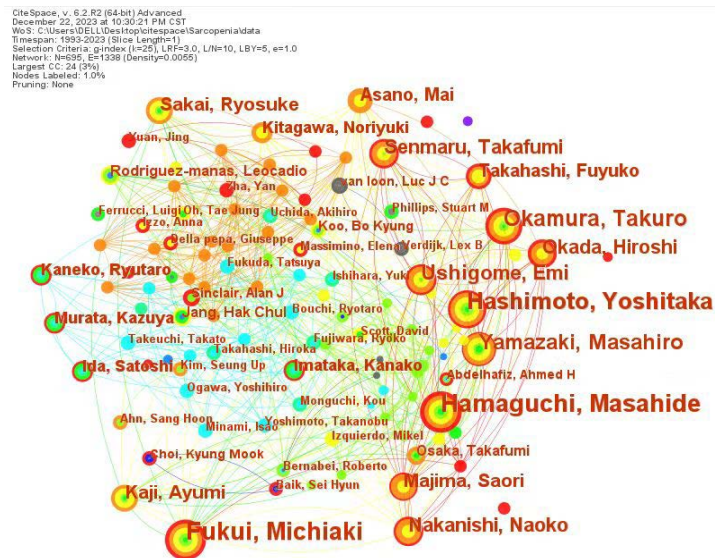 CiteSpace, v. 6.2.R2 (64-bit) Advanced
December 22, 2023 at 10:30:21 PM CST
WoS: C:\Users\DELL\Desktop\citespace\Sarcopenia\data
Timespan: 1993-2023 (Slice Length=1)
Selection Criteria: g-index (k=25), LRF=3.0, L/N=10, LBY=5, e=1.0
Network: N=695, E=1338 (Density=0.0055)
Largest CC: 24 (3%)
Nodes Labeled: 1.0%
Pruning: None
Asano, Mai
Sakai, Ryosuke
Kitagawa, Noriyuki
Yuan, Jing
Senmaru, Takafumi
Rodriguez-manas, Leocadio
Takahashi, Fuyuko
Zha, Yan
van loon, Luc J C
Ferrucci, Luigi
Oh, Tae Jung
Uchida, Akihiro
Phillips, Stuart M
Izzo, Anna
Koo, Bo Kyung
Okamura, Takuro
Della pepa, Giuseppe
Massimino, Elena
Verdijk, Lex B
Okada, Hiroshi
Fukuda, Tatsuya
Kaneko, Ryutaro
Ishihara, Yuki
Ushigome, Emi
Sinclair, Alan J
Hashimoto, Yoshitaka
Jang, Hak Chul
Bouchi, Ryotaro
Murata, Kazuya
Scott, David
Takeuchi, Takato
Fujiwara, Ryoko
Yamazaki, Masahiro
Takahashi, Hiroka
Ida, Satoshi
Kim, Seung Up
Imataka, Kanako
Abdelhafiz, Ahmed H
Ogawa, Yoshihiro
Monguchi, Kou
Hamaguchi, Masahide
Ahn, Sang Hoon
Yoshimoto, Takanobu
Minami, Isao
Izquierdo, Mikel
Osaka, Takafumi
Choi, Kyung Mook
Bernabei, Roberto
Baik, Sei Hyun
Majima, Saori
Kaji, Ayumi
Fukui, Michiaki
Nakanishi, Naoko